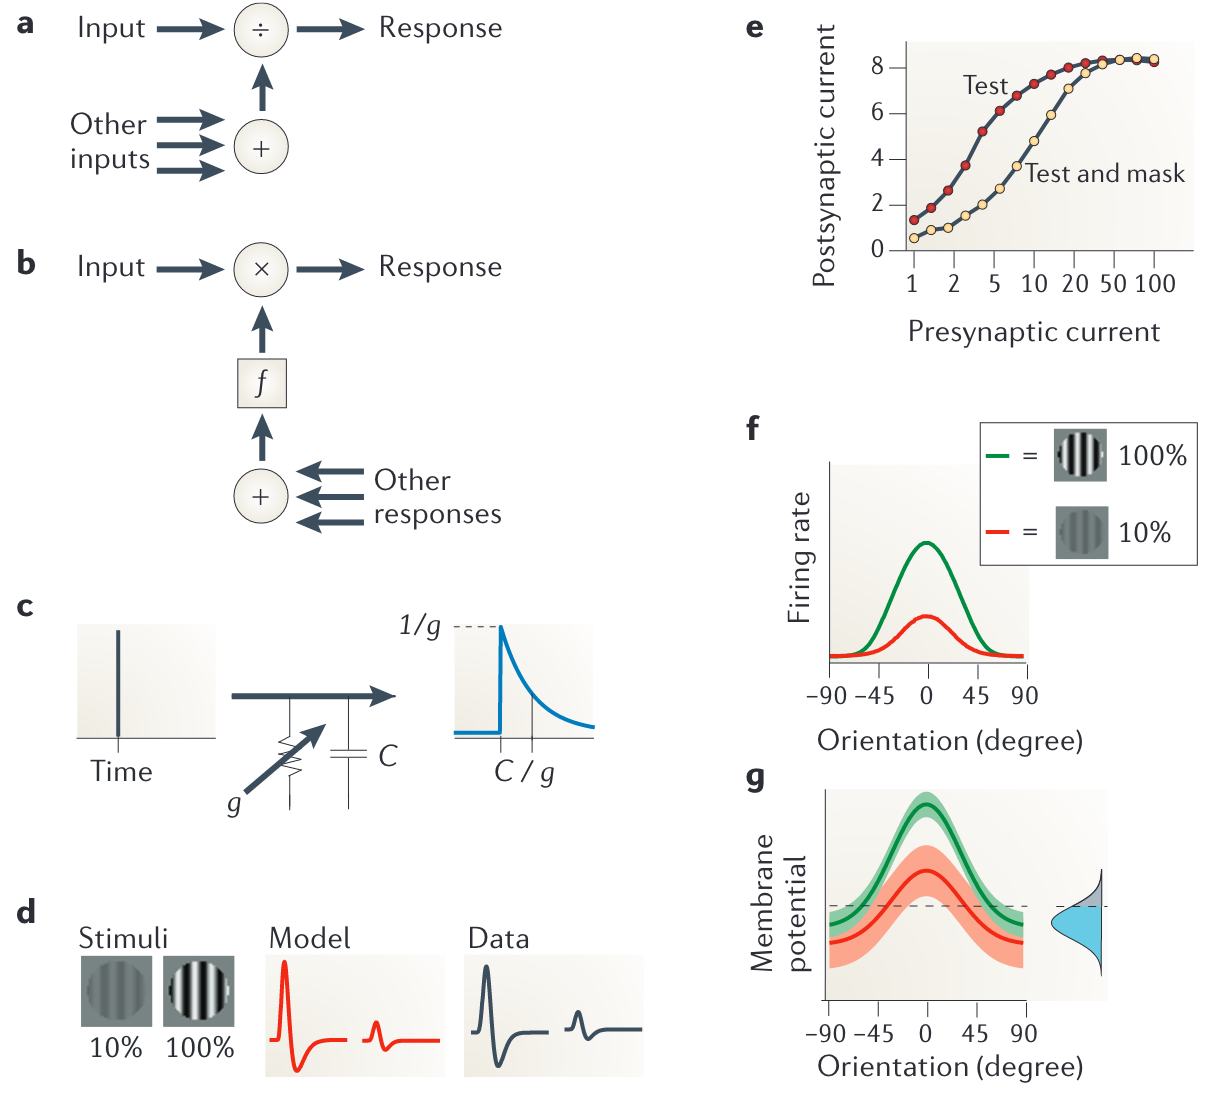 a
Input
÷
Response
Other
inputs
+
b
Input
×
Response
f
+
Other
responses
c
Time
g
C
1/g
C / g
d
Stimuli
Model
Data
10%
100%
e
Postsynaptic current
8
6
4
2
0
Test
Test and mask
1 2 5 10 20 50 100
Presynaptic current
f
= 100%
= 10%
Firing rate
−90 −45 0 45 90
Orientation (degree)
g
Membrane
potential
−90 −45 0 45 90
Orientation (degree)